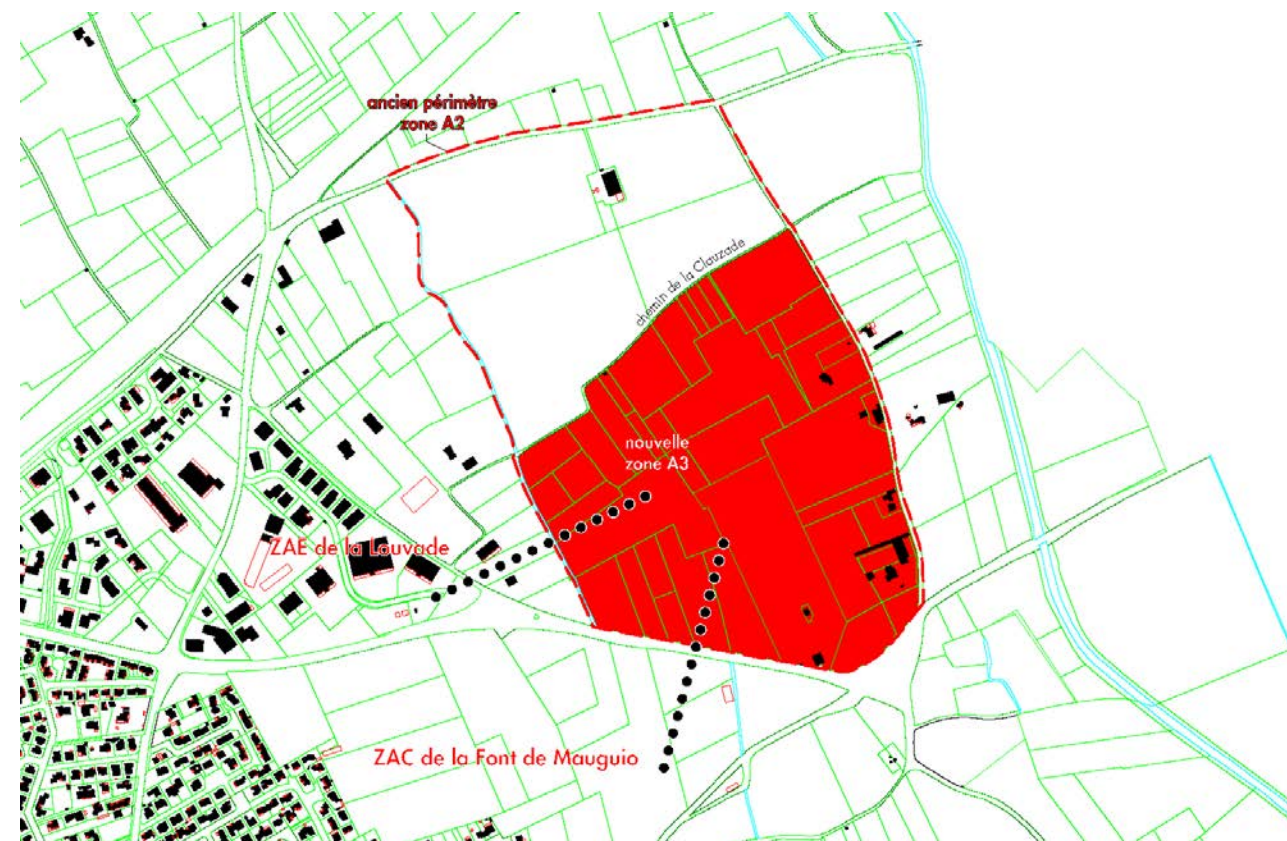 ancien périmètre
zone A2
chemin de la Clauzade
nouvelle
zone A3
ZAE de la Louvade
ZAC de la Font de Mauguio